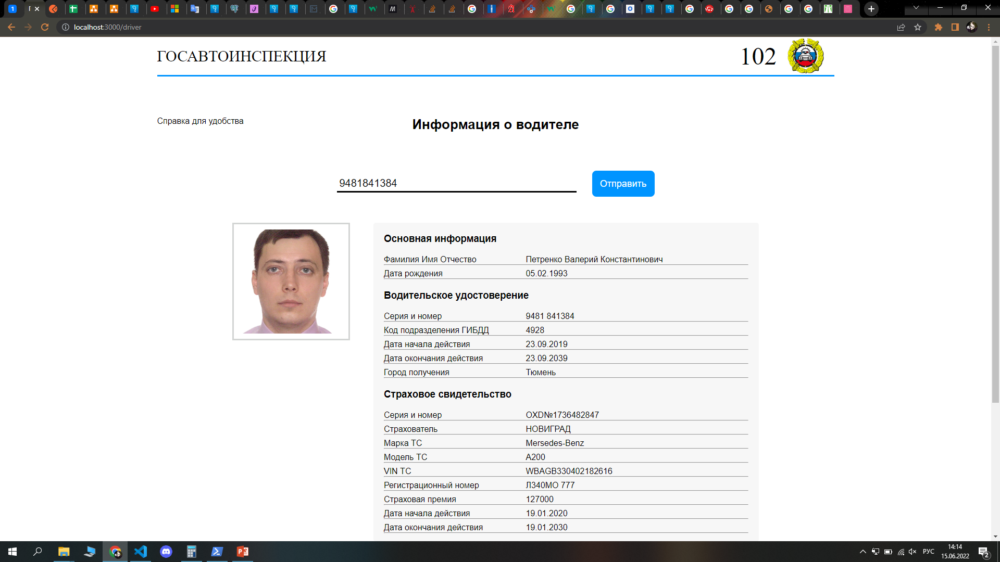 localhost:3000/driver
ГОСАВТОИНСПЕКЦИЯ
102
Справка для удобства
Информация о водителе
9481841384
Отправить
Основная информация
Фамилия Имя Отчество Петренко Валерий Константинович
Дата рождения 05.02.1993
Водительское удостоверение
Серия и номер 9481 841384
Код подразделения ГИБДД 4928
Дата начала действия 23.09.2019
Дата окончания действия 23.09.2039
Город получения Тюмень
Страховое свидетельство
Серия и номер OXD№1736482847
Страхователь НОВИГРАД
Марка ТС Mersedes-Benz
Модель ТС A200
VIN ТС WBAGB330402182616
Регистрационный номер Л340МО 777
Страховая премия 127000
Дата начала действия 19.01.2020
Дата окончания действия 19.01.2030
РУС
14:14
15.06.2022
2